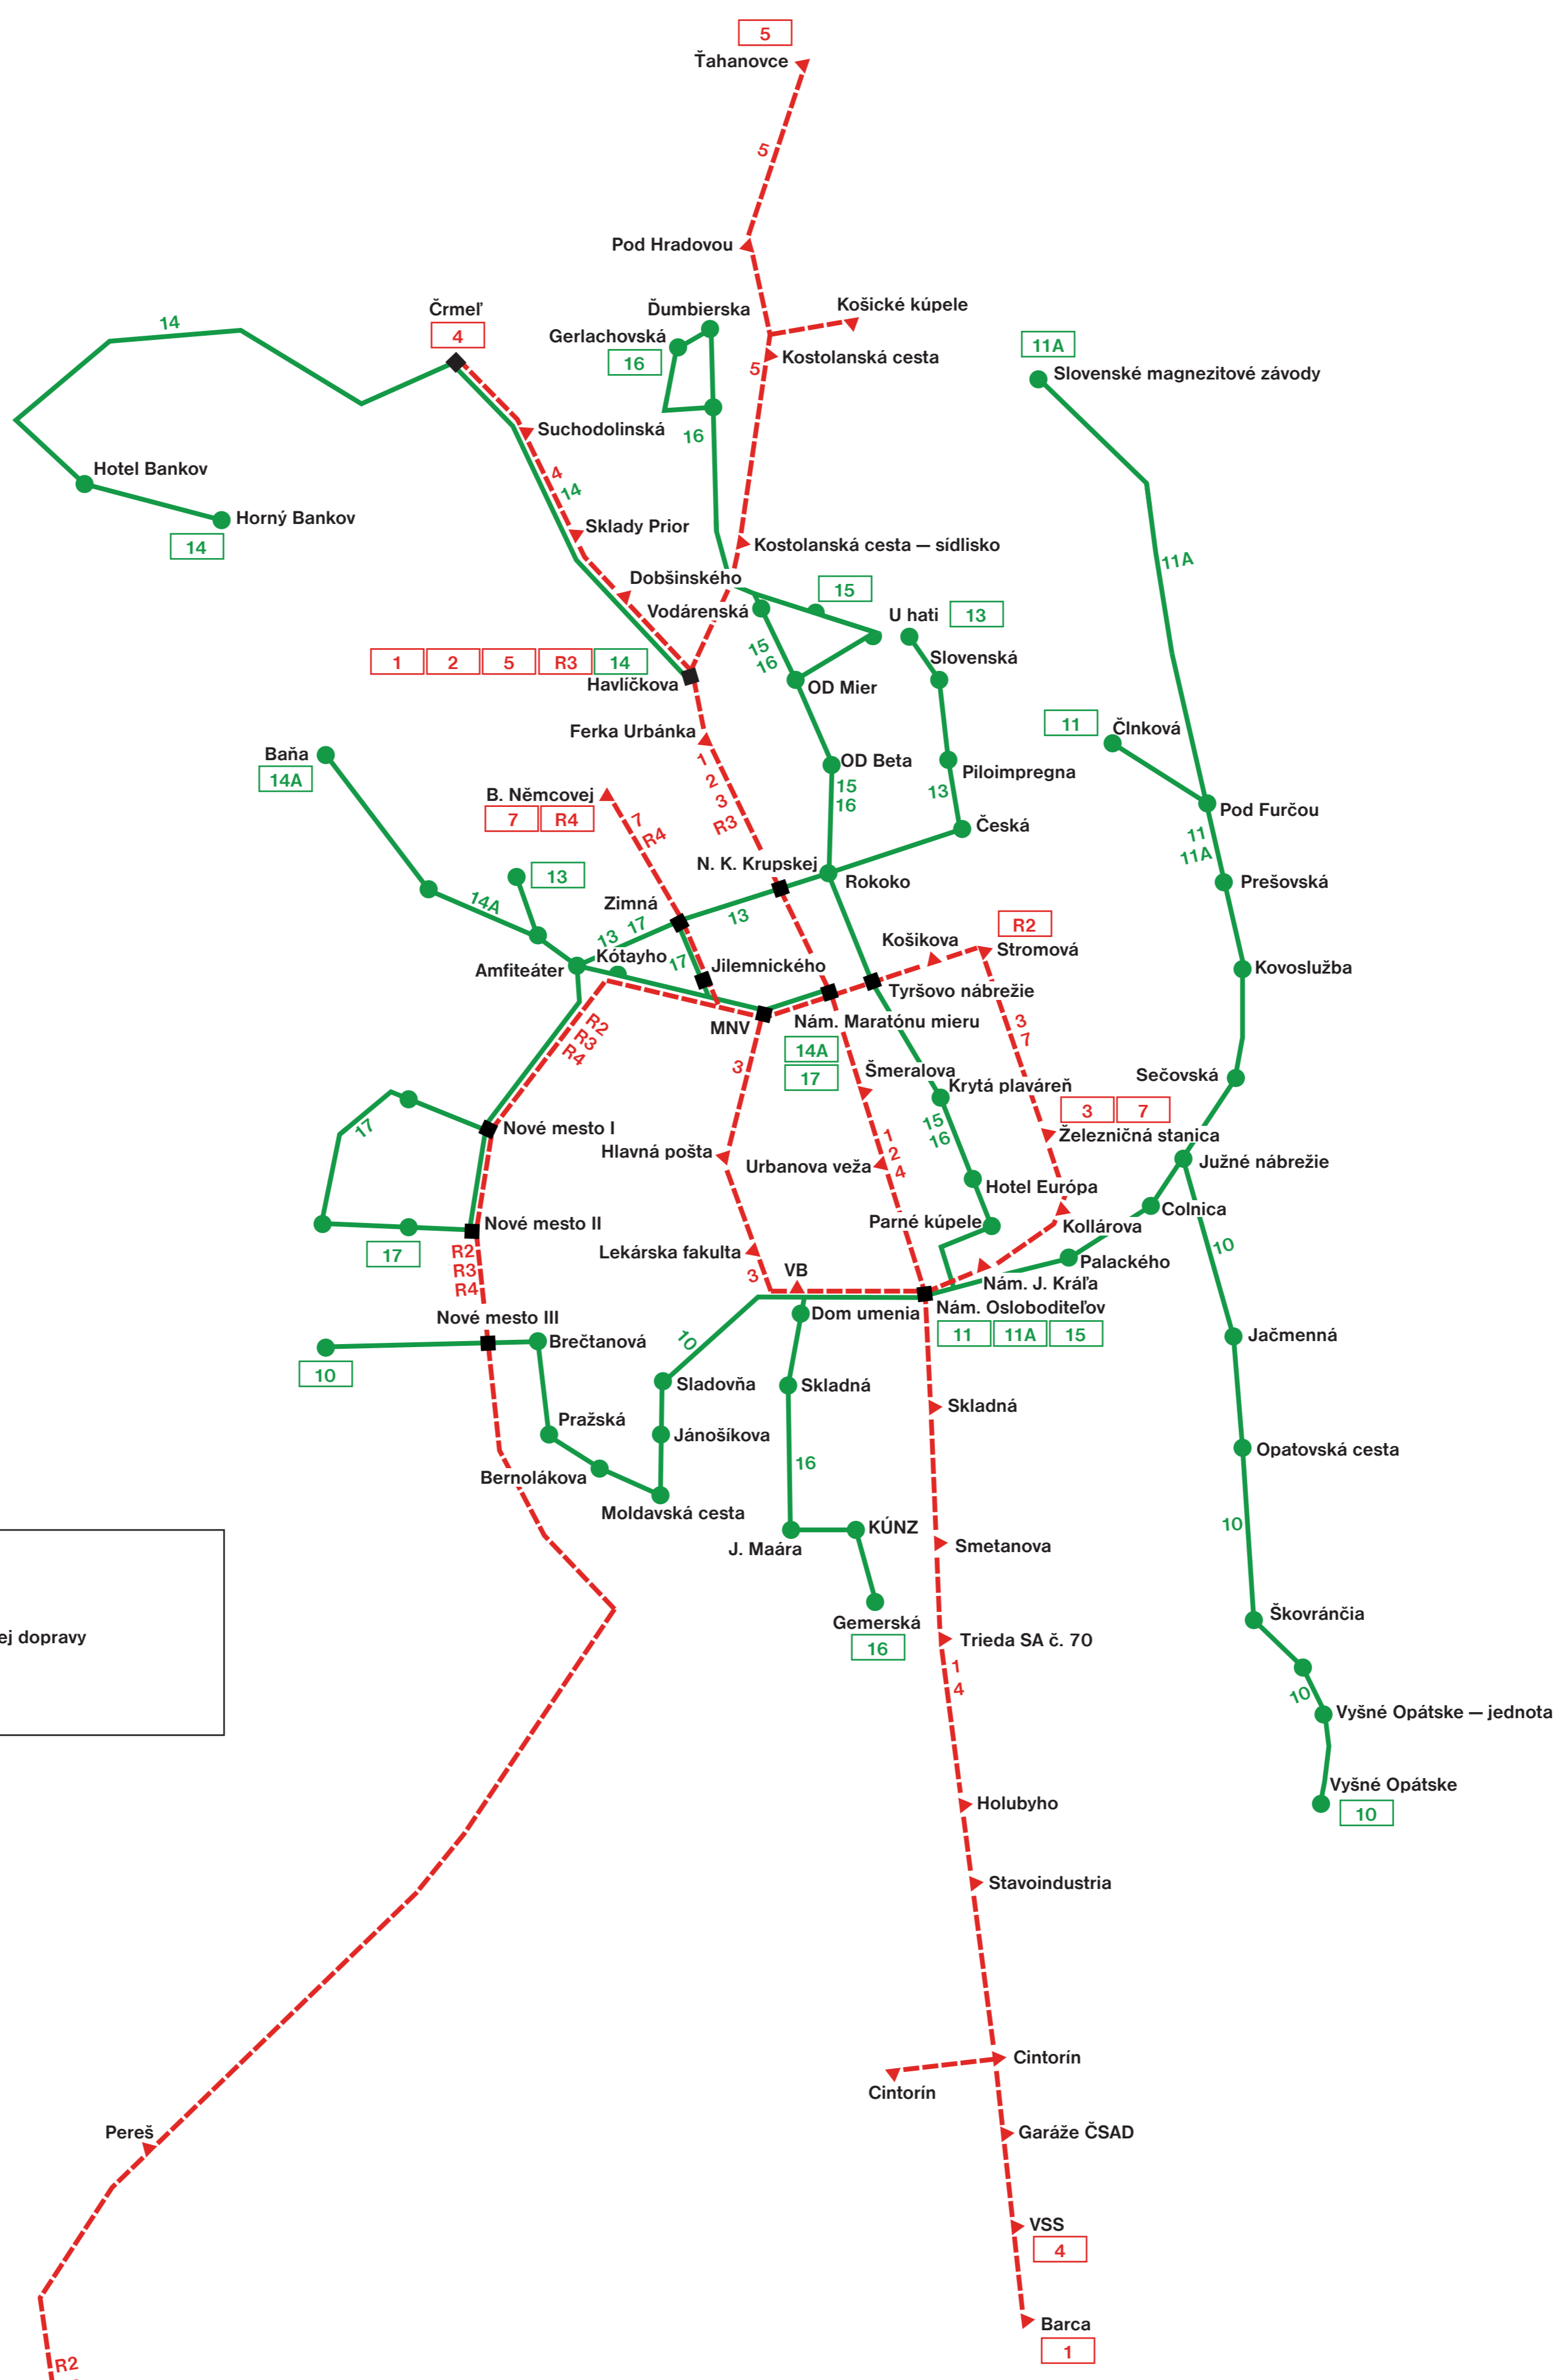 5
Ťahanovce
5
Pod Hradovou
Košické kúpele
Črmeľ
4
Ďumbierska
Gerlachovská
16
14
Kostolanská cesta
5
11A
Slovenské magnezitové závody
Suchodolinská
16
4
14
Hotel Bankov
Horný Bankov
14
Sklady Prior
Kostolanská cesta — sídlisko
11A
Dobšinského
15
Vodárenská
U hati
13
15
16
Slovenská
1
2
5
R3
14
Havlíčkova
OD Mier
11
Člnková
Ferka Urbánka
Baňa
14A
OD Beta
Piloimpregna
1
2
3
R3
15
16
13
B. Němcovej
7
R4
7
R4
Pod Furčou
Česká
11
11A
N. K. Krupskej
Rokoko
Prešovská
13
14A
Zimná
13
13
17
R2
Košikova
Stromová
Amfiteáter
Kótayho
17
Jilemnického
Kovoslužba
Tyršovo nábrežie
MNV
Nám. Maratónu mieru
14A
17
R2
R3
R4
3
7
3
Šmeralova
Krytá plaváreň
Sečovská
3
7
Železničná stanica
17
Nové mesto I
15
16
1
2
4
Hlavná pošta
Urbanova veža
Južné nábrežie
Hotel Európa
Colnica
Nové mesto II
17
Parné kúpele
Kollárova
R2
R3
R4
Lekárska fakulta
10
Palackého
3
VB
Nám. J. Kráľa
Nové mesto III
Dom umenia
Nám. Osloboditeľov
11
11A
15
10
Brečtanová
10
Jačmenná
Sladovňa
Skladná
Skladná
Pražská
Jánošíkova
Opatovská cesta
16
Bernolákova
Moldavská cesta
10
KÚNZ
J. Maára
Smetanova
Gemerská
16
Škovránčia
ej dopravy
Trieda SA č. 70
1
4
10
Vyšné Opátske — jednota
Vyšné Opátske
10
Holubyho
Stavoindustria
Cintorín
Cintorín
Pereš
Garáže ČSAD
VSS
4
Barca
1
R2